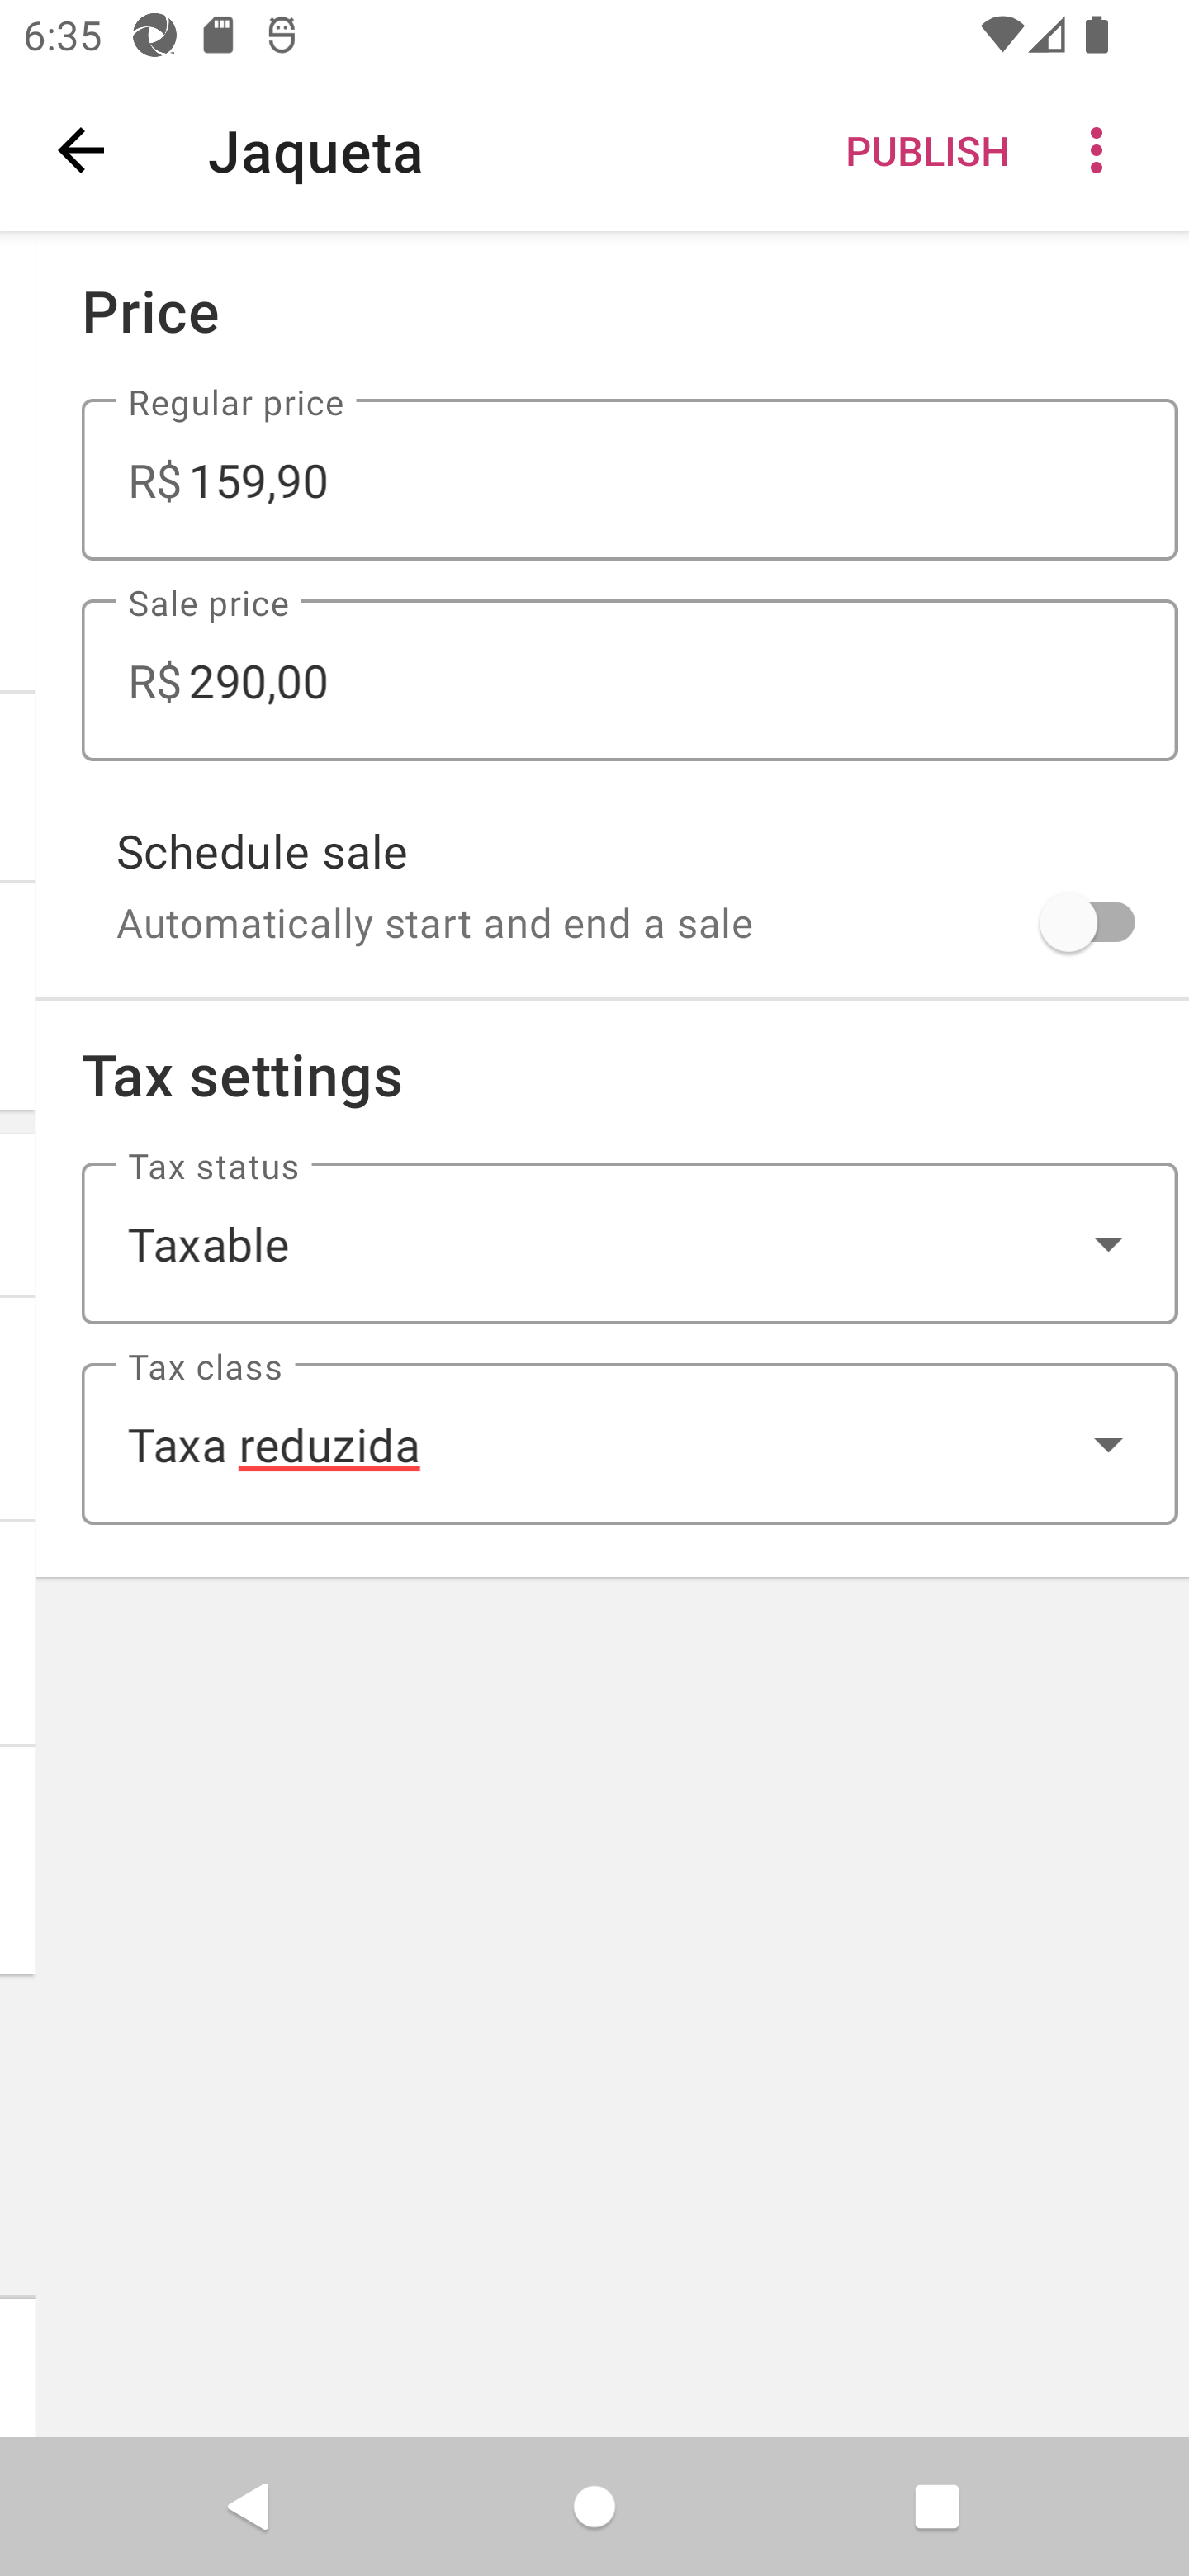 6:35
Jaqueta
PUBLISH
Price
Regular price
R$ 159,90
Sale price
R$ 290,00
Schedule sale
Automatically start and end a sale
Tax settings
Tax status
Taxable
Tax class
Taxa reduzida